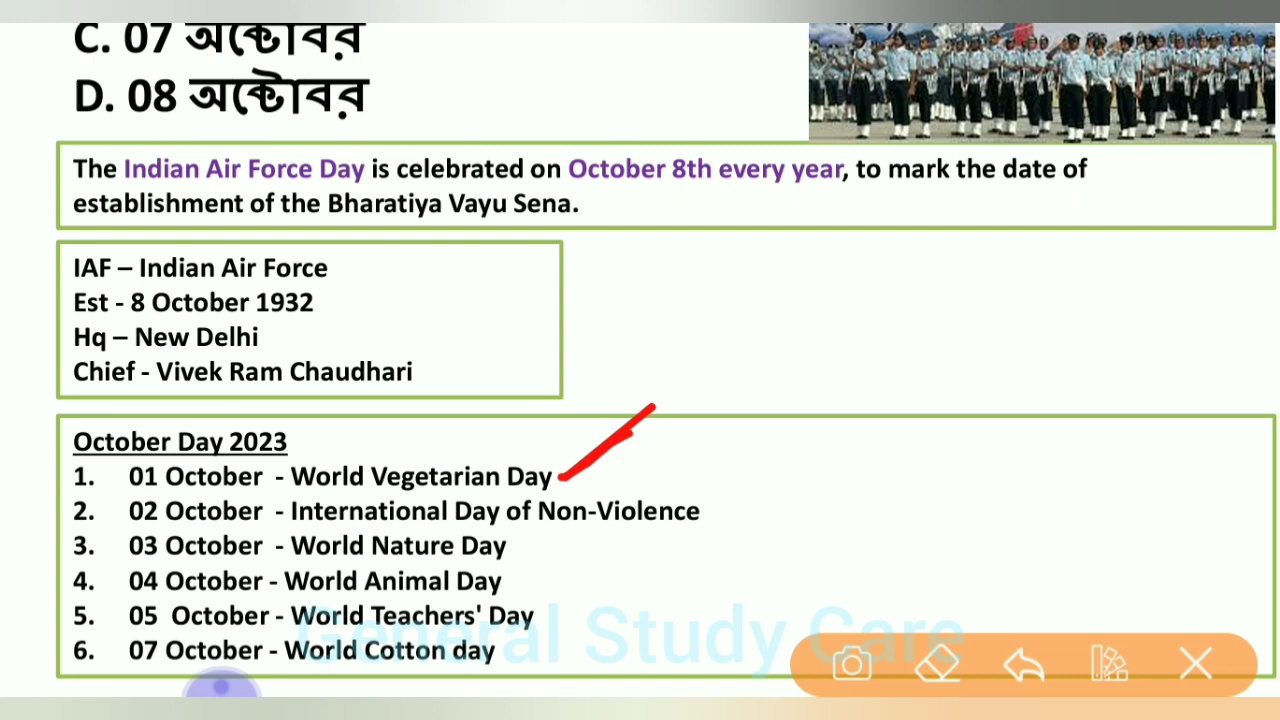 C. 07 অক্টোবর
D. 08 অক্টোবর
The Indian Air Force Day is celebrated on October 8th every year, to mark the date of
establishment of the Bharatiya Vayu Sena.
IAF – Indian Air Force
Est - 8 October 1932
Hq – New Delhi
Chief - Vivek Ram Chaudhari
October Day 2023
1. 01 October - World Vegetarian Day
2. 02 October - International Day of Non-Violence
3. 03 October - World Nature Day
4. 04 October - World Animal Day
5. 05 October - World Teachers' Day
6. 07 October - World Cotton day
General Study Care